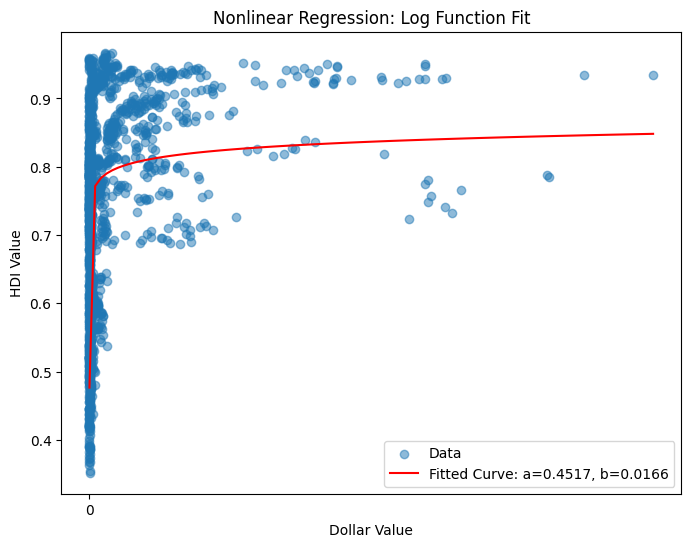 Nonlinear Regression: Log Function Fit
HDI Value
0.9
0.8
0.7
0.6
0.5
0.4
Data
Fitted Curve: a=0.4517, b=0.0166
0
Dollar Value